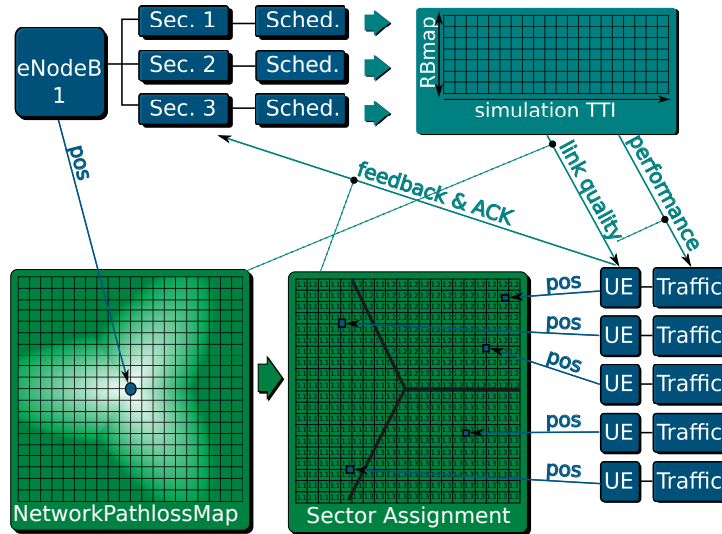 eNodeB
1
Sec. 1
Sched.
Sec. 2
Sched.
Sec. 3
Sched.
RBmap
simulation TTI
pos
feedback & ACK
link quality
performance
UE
Traffic
pos
UE
Traffic
pos
UE
Traffic
pos
UE
Traffic
pos
UE
Traffic
pos
NetworkPathlossMap
Sector Assignment